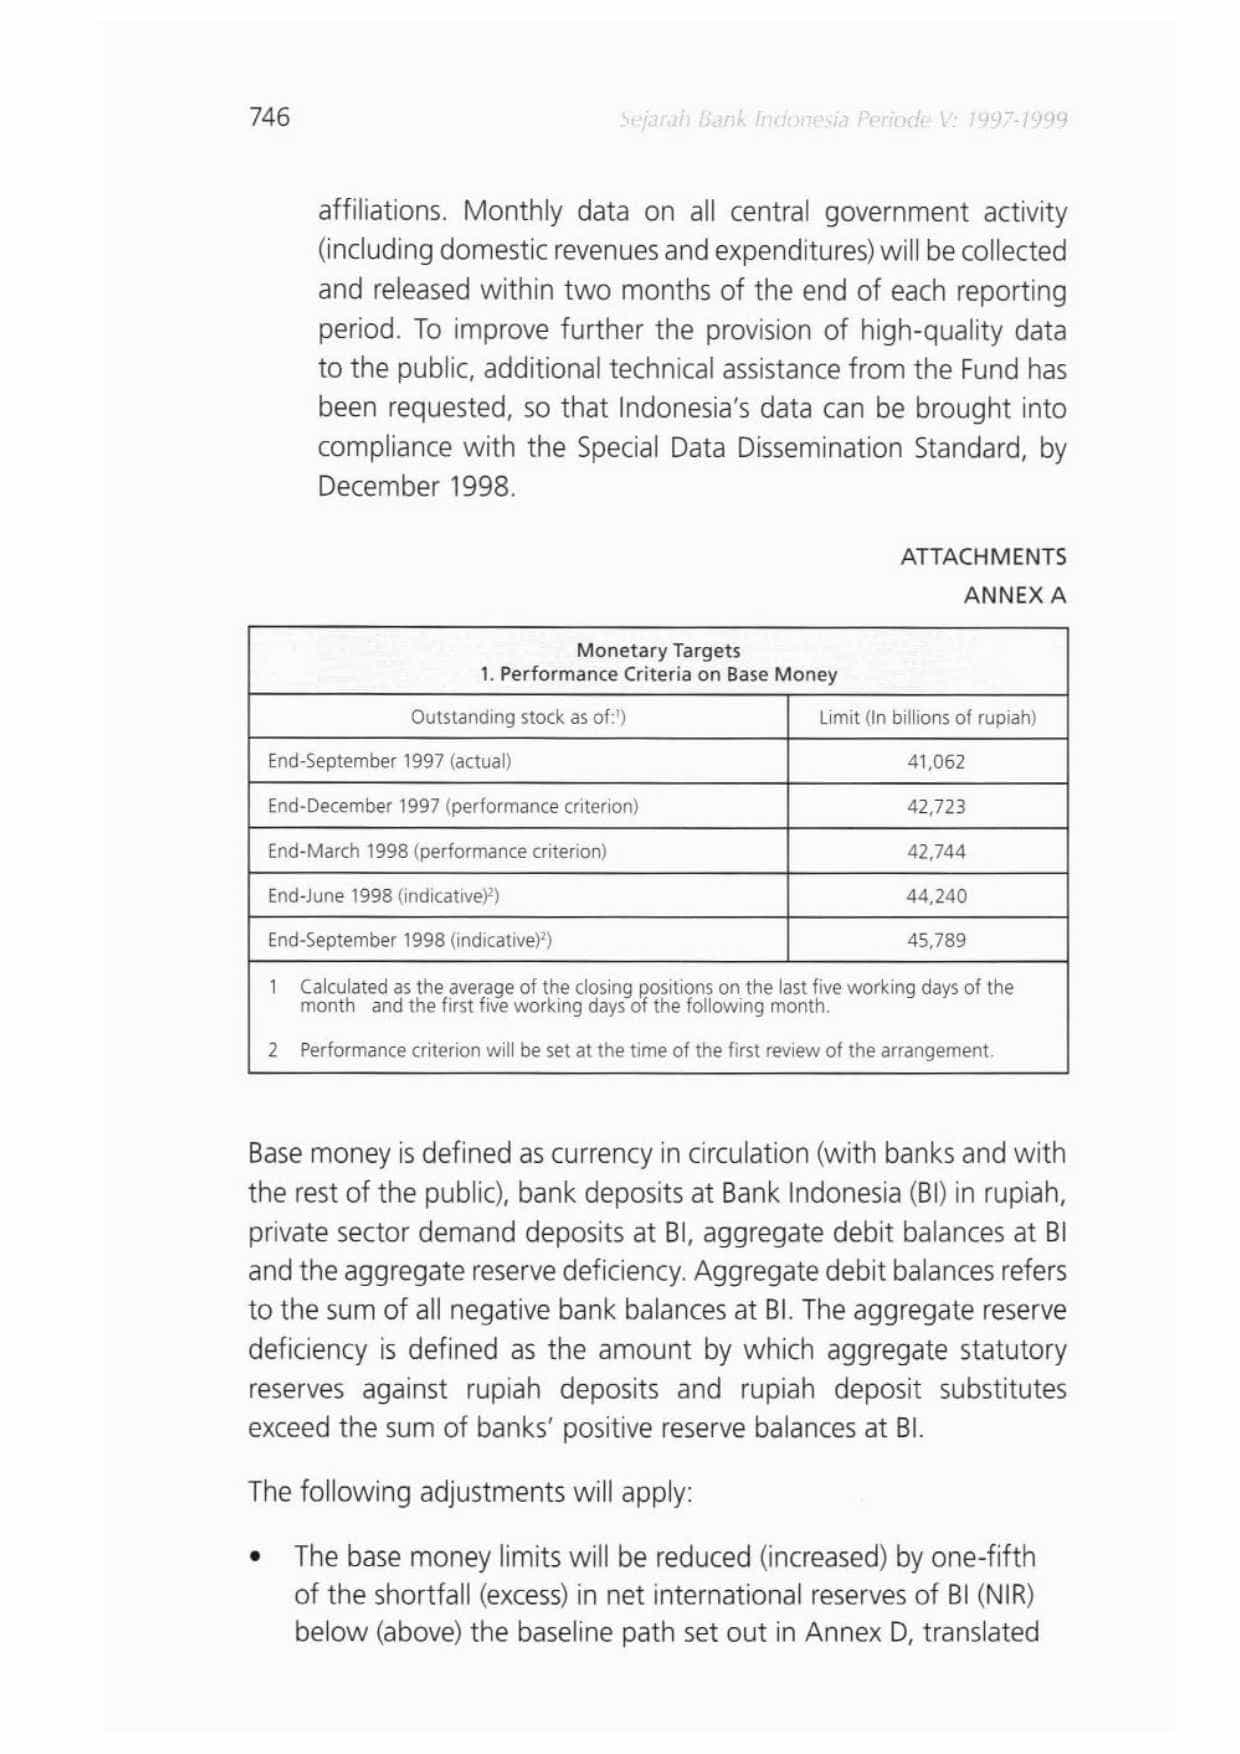 746
Sejarah Bank Indonesia Periode V: 1997-1999
affiliations. Monthly data on all central government activity
(including domestic revenues and expenditures) will be collected
and released within two months of the end of each reporting
period. To improve further the provision of high-quality data
to the public, additional technical assistance from the Fund has
been requested, so that Indonesia's data can be brought into
compliance with the Special Data Dissemination Standard, by
December 1998.
ATTACHMENTS
ANNEX A
Monetary Targets
1. Performance Criteria on Base Money
Outstanding stock as of:¹) Limit (In billions of rupiah)
End-September 1997 (actual) 41,062
End-December 1997 (performance criterion) 42,723
End-March 1998 (performance criterion) 42,744
End-June 1998 (indicative)²) 44,240
End-September 1998 (indicative)²) 45,789
1 Calculated as the average of the closing positions on the last five working days of the
month and the first five working days of the following month.
2 Performance criterion will be set at the time of the first review of the arrangement.
Base money is defined as currency in circulation (with banks and with
the rest of the public), bank deposits at Bank Indonesia (BI) in rupiah,
private sector demand deposits at BI, aggregate debit balances at BI
and the aggregate reserve deficiency. Aggregate debit balances refers
to the sum of all negative bank balances at BI. The aggregate reserve
deficiency is defined as the amount by which aggregate statutory
reserves against rupiah deposits and rupiah deposit substitutes
exceed the sum of banks' positive reserve balances at BI.
The following adjustments will apply:
• The base money limits will be reduced (increased) by one-fifth
of the shortfall (excess) in net international reserves of BI (NIR)
below (above) the baseline path set out in Annex D, translated